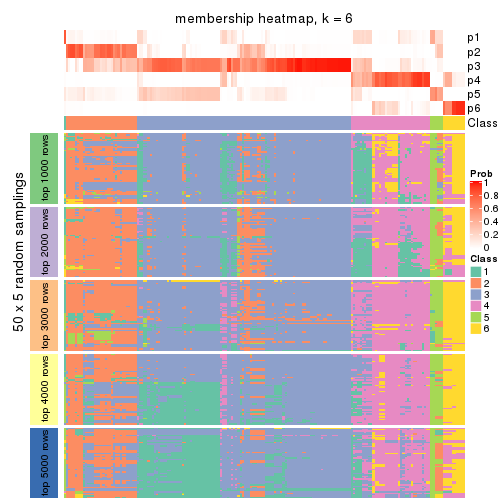 membership heatmap, k = 6
p1
p2
p3
p4
p5
p6
Class
50 x 5 random samplings
top 1000 rows
top 2000 rows
top 3000 rows
top 4000 rows
top 5000 rows
Prob
1
0.8
0.6
0.4
0.2
0
Class
1
2
3
4
5
6